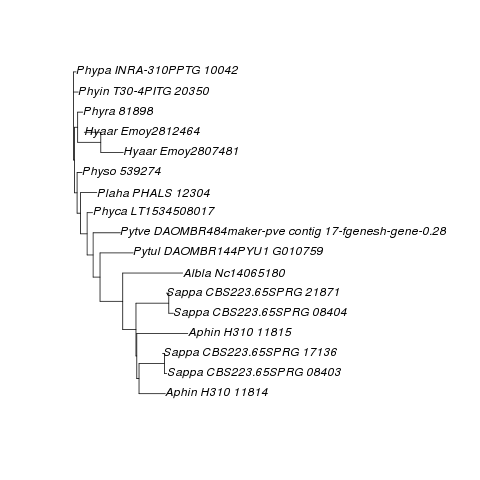 Phypa INRA-310PPTG 10042
Phyin T30-4PITG 20350
Phyra 81898
Hyaar Emoy2812464
Hyaar Emoy2807481
Physo 539274
Plaha PHALS 12304
Phyca LT1534508017
Pytve DAOMBR484maker-pve contig 17-fgenesh-gene-0.28
Pytul DAOMBR144PYU1 G010759
Albla Nc14065180
Sappa CBS223.65SPRG 21871
Sappa CBS223.65SPRG 08404
Aphin H310 11815
Sappa CBS223.65SPRG 17136
Sappa CBS223.65SPRG 08403
Aphin H310 11814